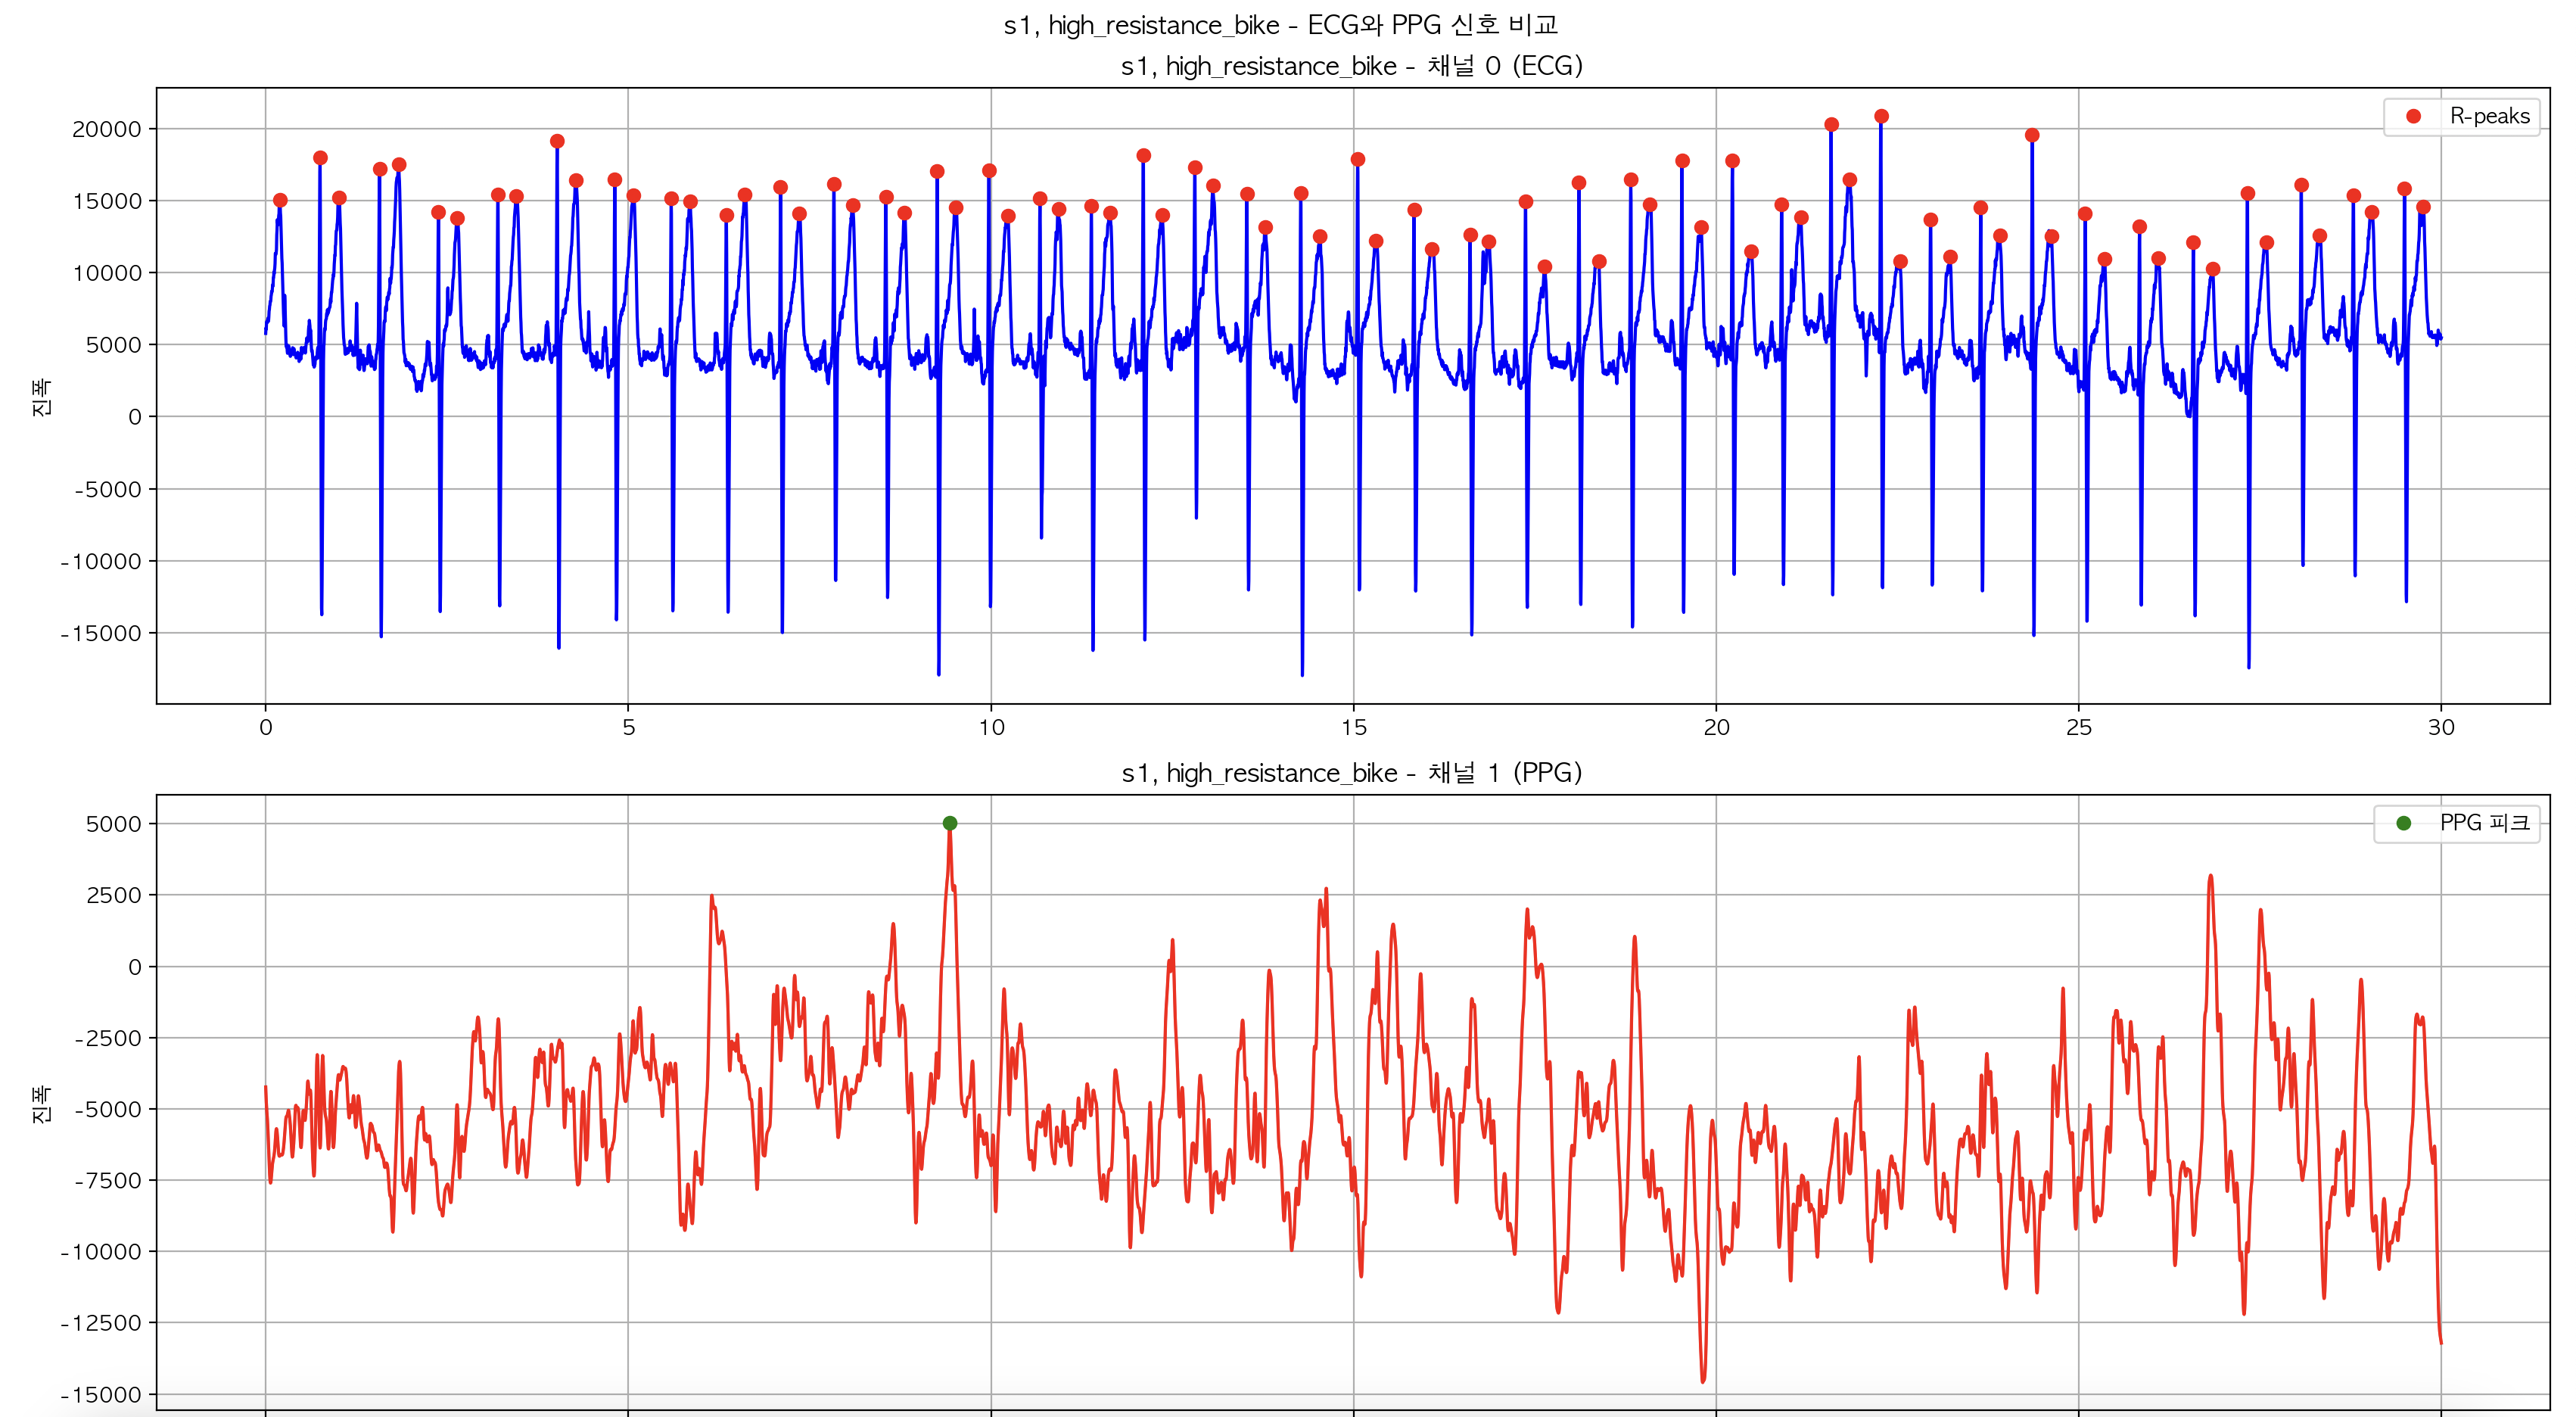 s1, high_resistance_bike - ECG와 PPG 신호 비교
s1, high_resistance_bike - 채널 0 (ECG)
R-peaks
진폭
20000
15000
10000
5000
0
-5000
-10000
-15000
0 5 10 15 20 25 30
s1, high_resistance_bike - 채널 1 (PPG)
PPG 피크
진폭
5000
2500
0
-2500
-5000
-7500
-10000
-12500
-15000